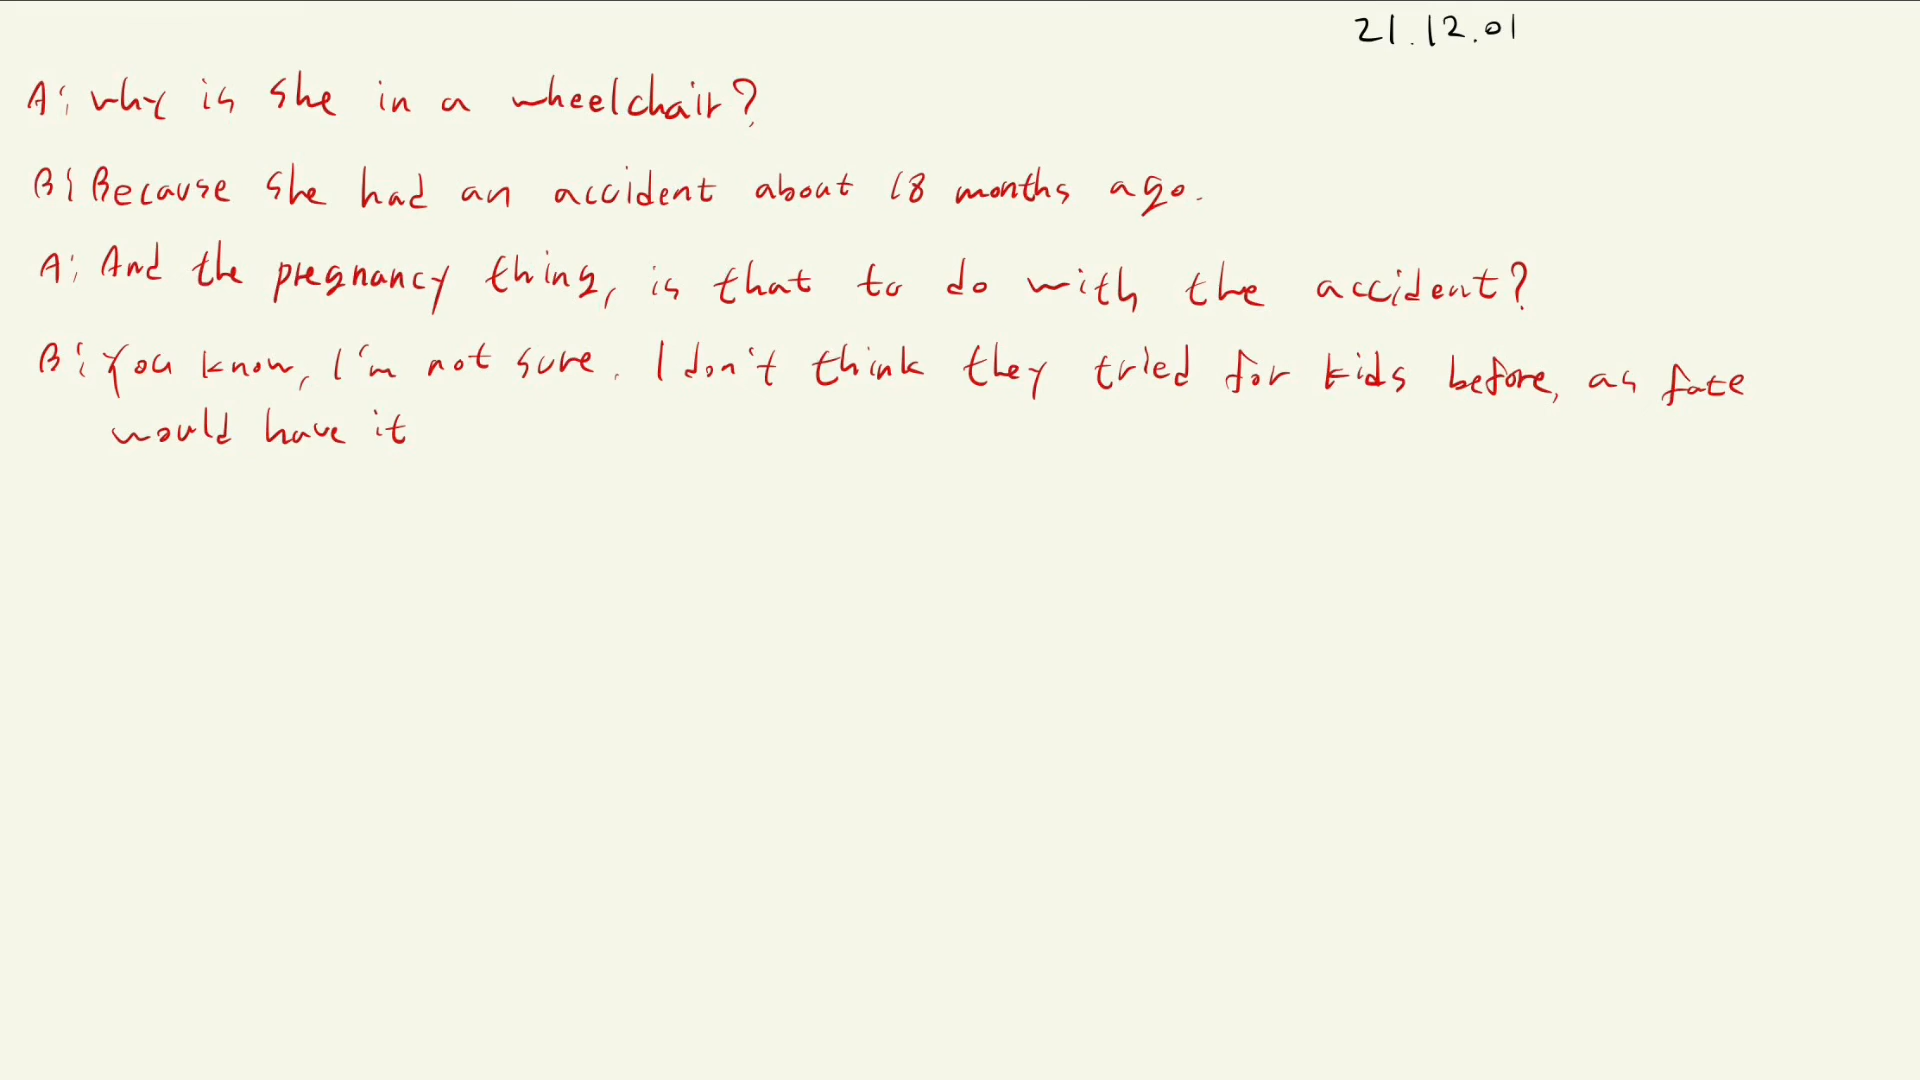 21.12.01
A: why is she in a wheelchair?
B: Because she had an accident about 18 months ago.
A: And the pregnancy thing, is that to do with the accident?
B: You know, I'm not sure. I don't think they tried for kids before, as fate
would have it